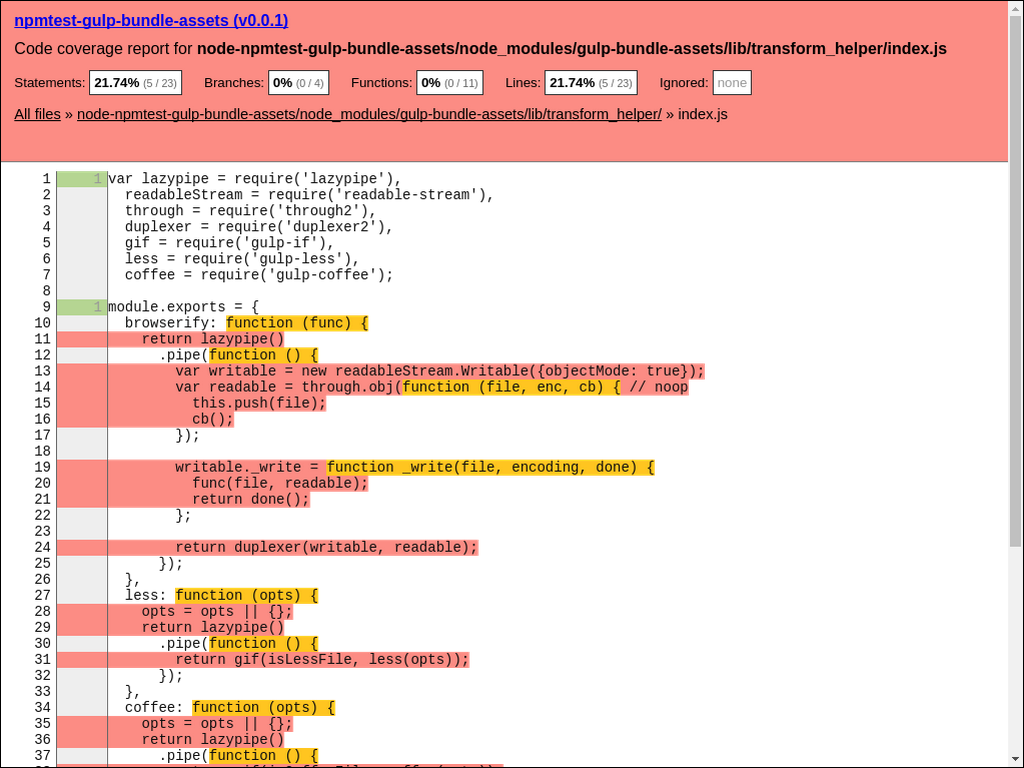 npmtest-gulp-bundle-assets (v0.0.1)
Code coverage report for node-npmtest-gulp-bundle-assets/node_modules/gulp-bundle-assets/lib/transform_helper/index.js
Statements: 21.74% (5 / 23) Branches: 0% (0 / 4) Functions: 0% (0 / 11) Lines: 21.74% (5 / 23) Ignored: none
All files » node-npmtest-gulp-bundle-assets/node_modules/gulp-bundle-assets/lib/transform_helper/ » index.js
1 1 var lazypipe = require('lazypipe'),
2 readableStream = require('readable-stream'),
3 through = require('through2'),
4 duplexer = require('duplexer2'),
5 gif = require('gulp-if'),
6 less = require('gulp-less'),
7 coffee = require('gulp-coffee');
8
9 1 module.exports = {
10 browserify: function (func) {
11 return lazypipe()
12 .pipe(function () {
13 var writable = new readableStream.Writable({objectMode: true});
14 var readable = through.obj(function (file, enc, cb) { // noop
15 this.push(file);
16 cb();
17 });
18
19 writable._write = function _write(file, encoding, done) {
20 func(file, readable);
21 return done();
22 };
23
24 return duplexer(writable, readable);
25 });
26 },
27 less: function (opts) {
28 opts = opts || {};
29 return lazypipe()
30 .pipe(function () {
31 return gif(isLessFile, less(opts));
32 });
33 },
34 coffee: function (opts) {
35 opts = opts || {};
36 return lazypipe()
37 .pipe(function () {